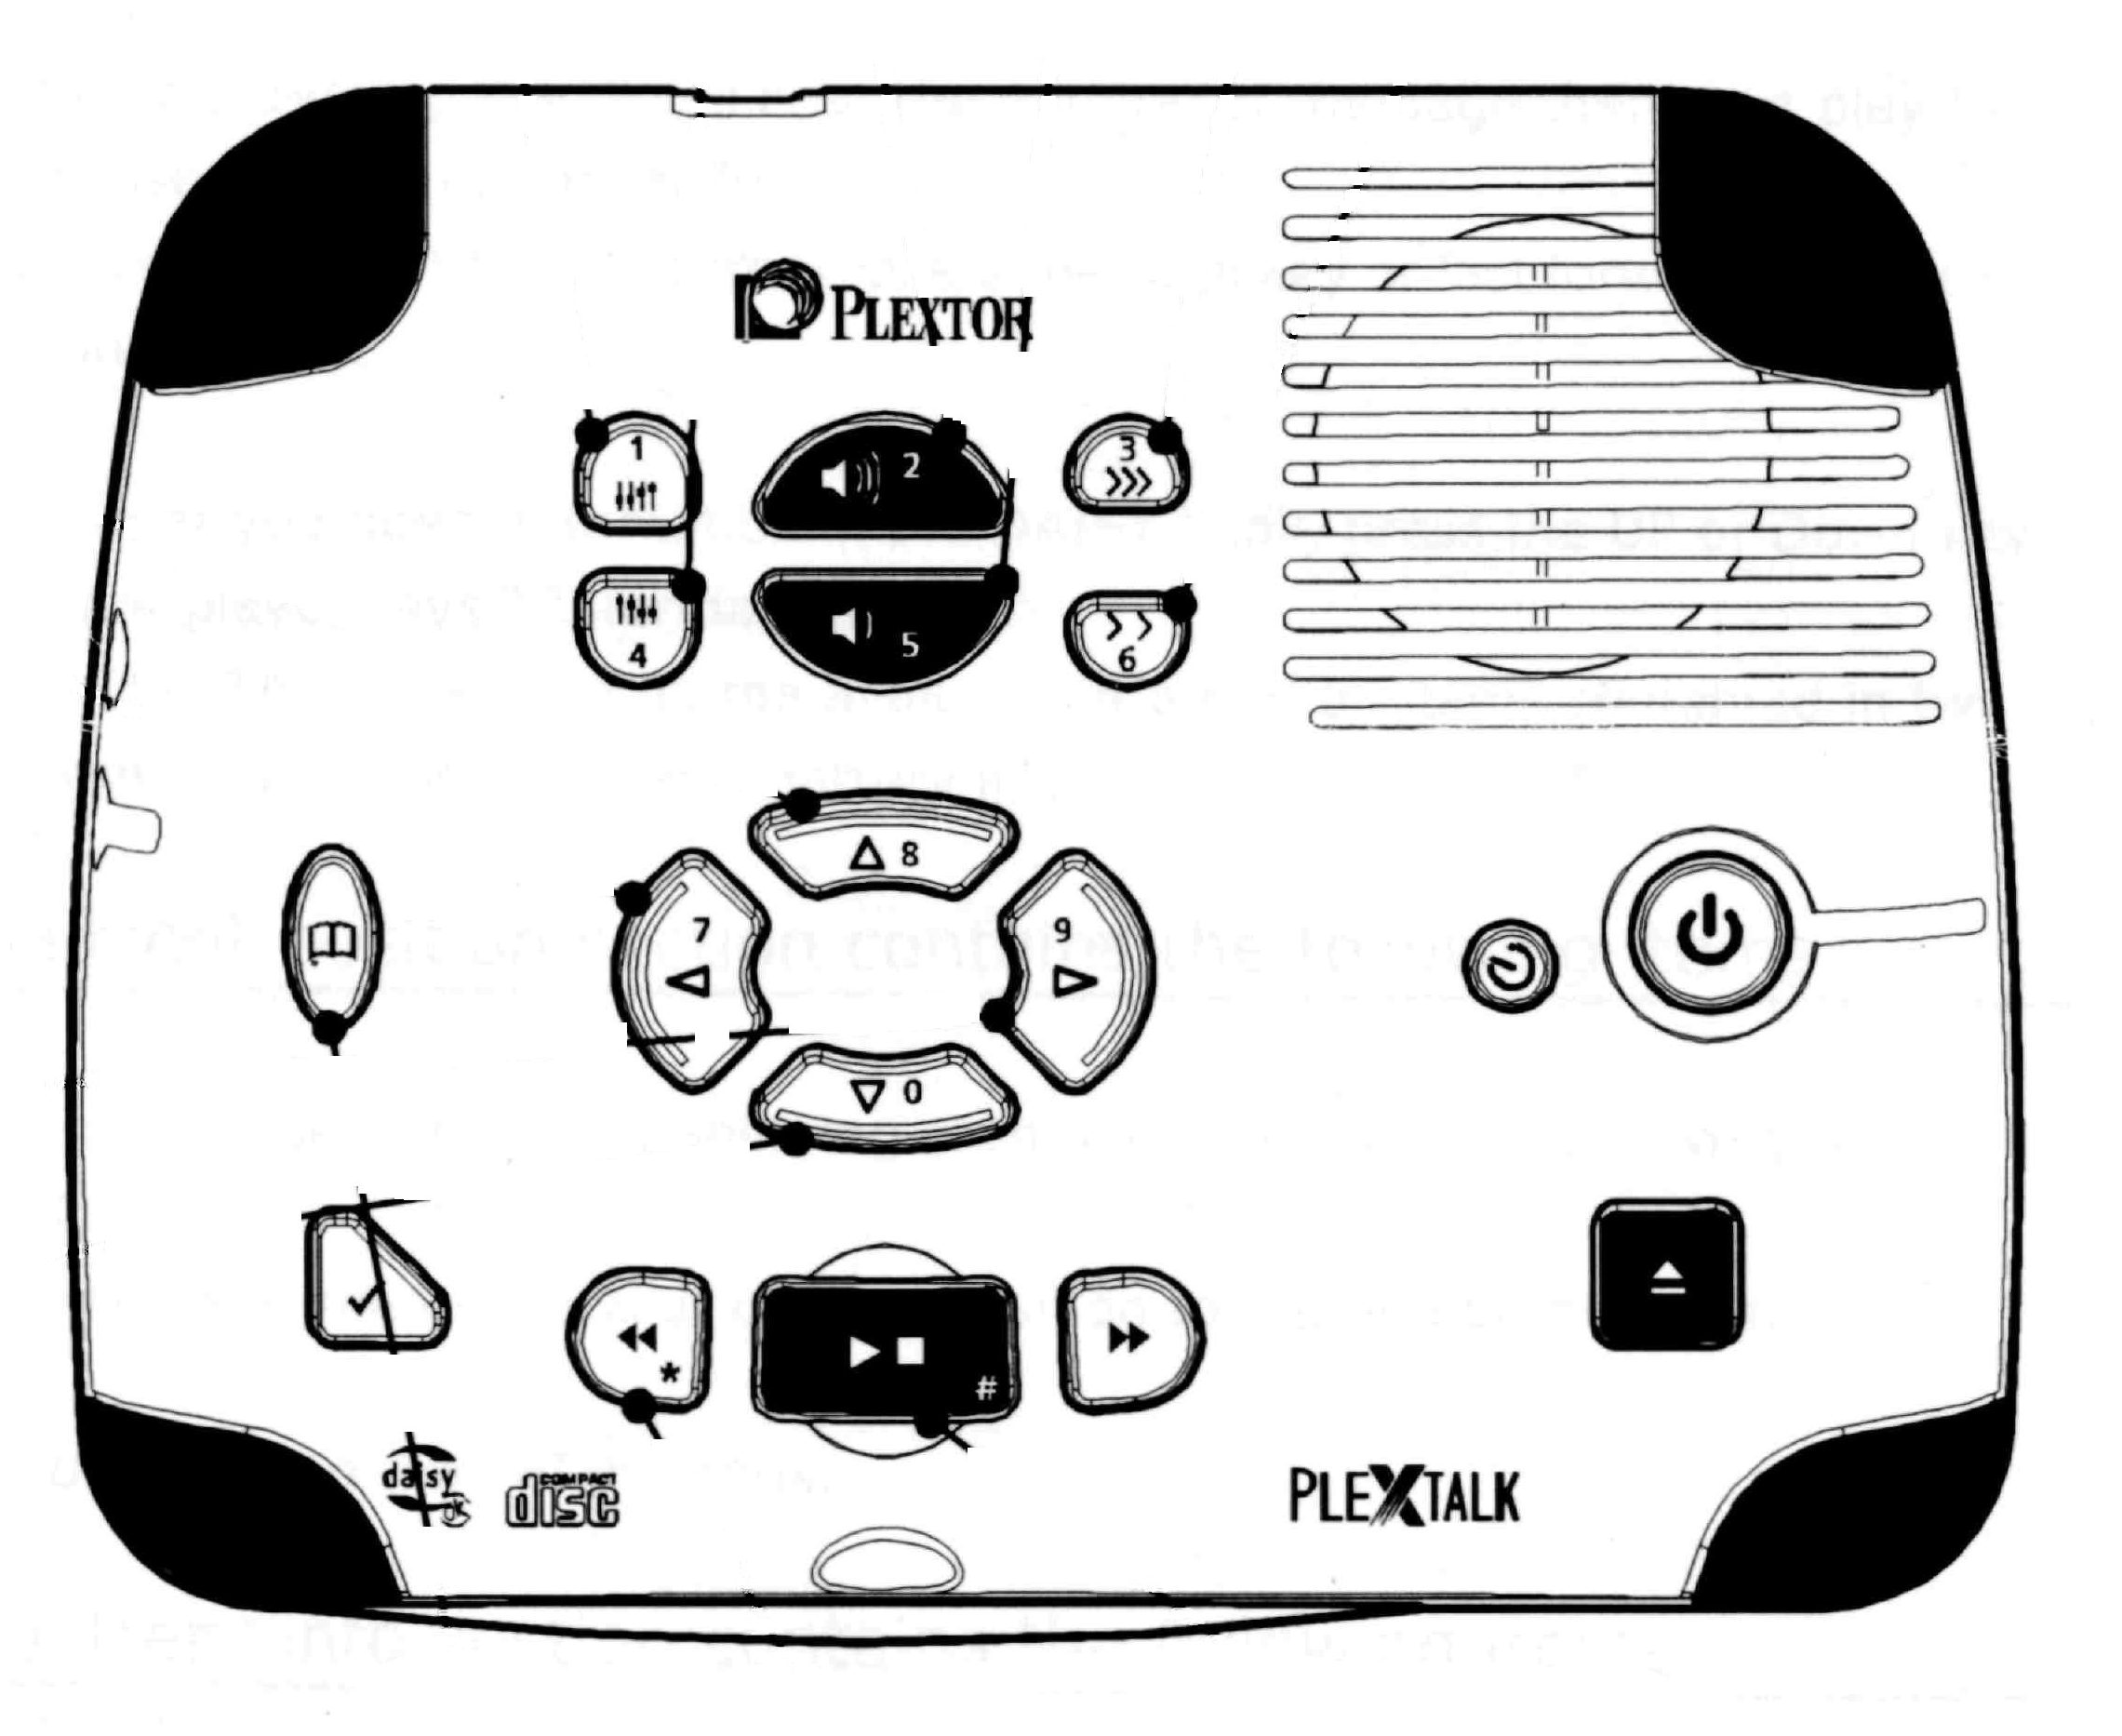 PLEXTOR
1 2 3
4 5 6
8
7 9
0
* #
daisy
COMPACT
disc
PLEXTALK